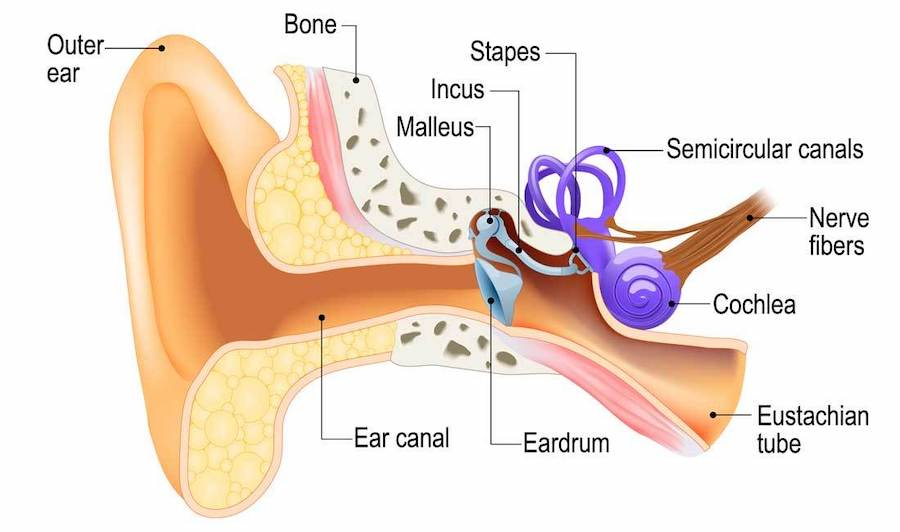 Bone
Outer
ear
Stapes
Incus
Malleus
Semicircular canals
Nerve
fibers
Cochlea
Eustachian
tube
Ear canal
Eardrum